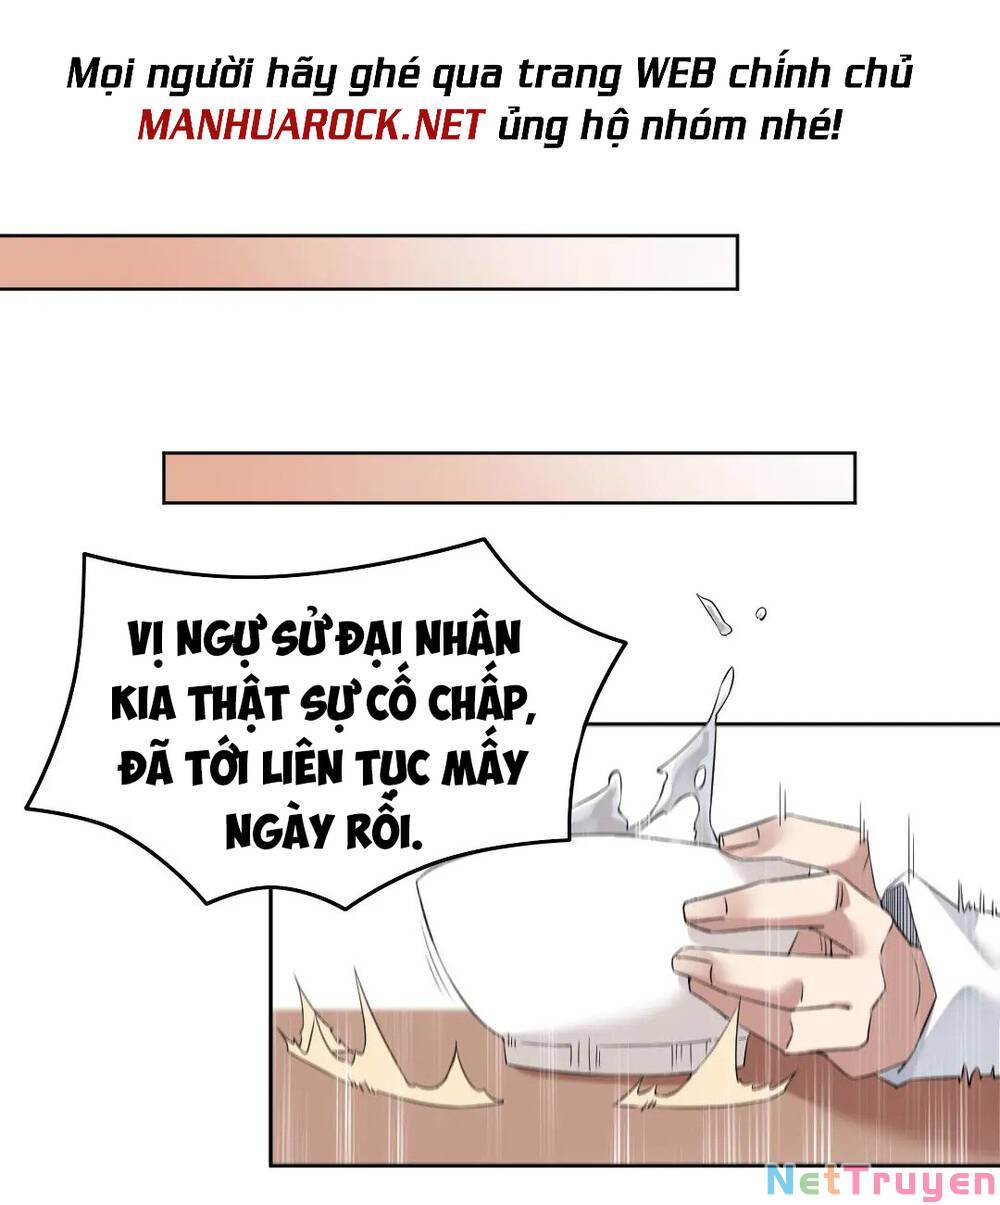 Mọi người hãy ghé qua trang WEB chính chủ
MANHUAROCK.NET ủng hộ nhóm nhé!
VỊ NGỰ SỬ ĐẠI NHÂN
KIA THẬT SỰ CỐ CHẤP,
ĐÃ TỚI LIÊN TỤC MẤY
NGÀY RỒI.
NetTruyen